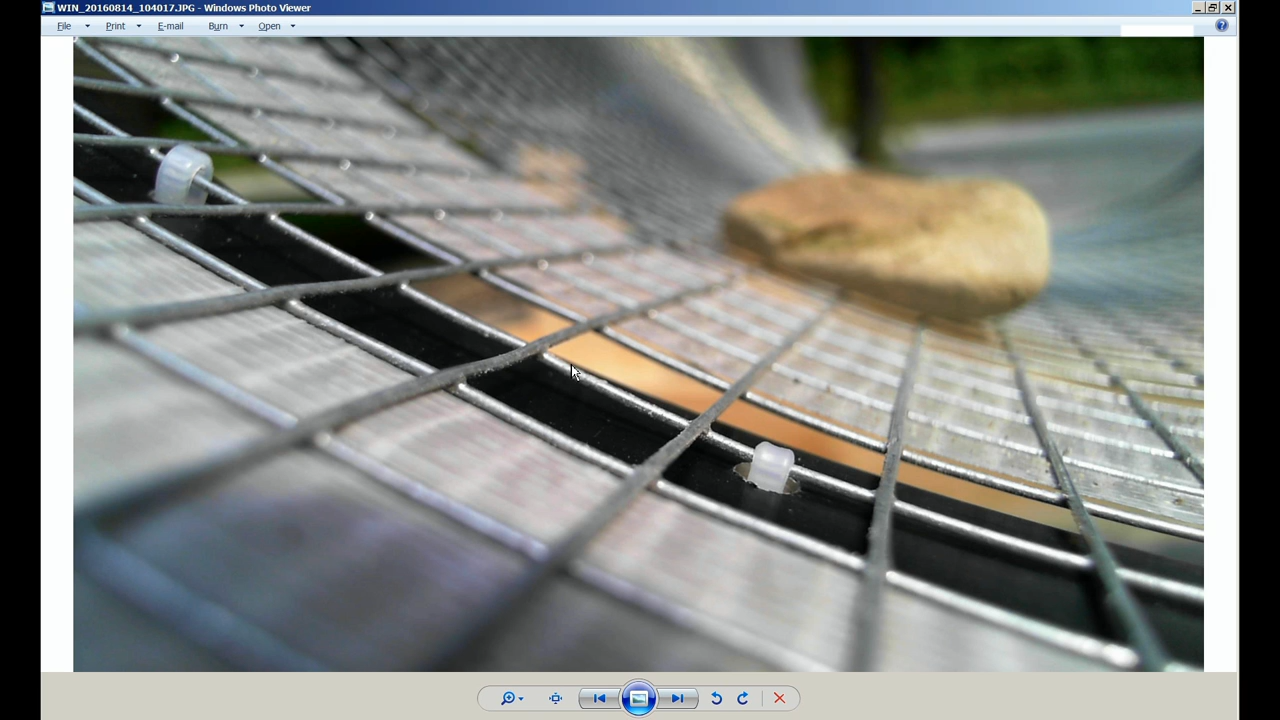 WIN_20160814_104017.JPG - Windows Photo Viewer
File Print E-mail Burn Open